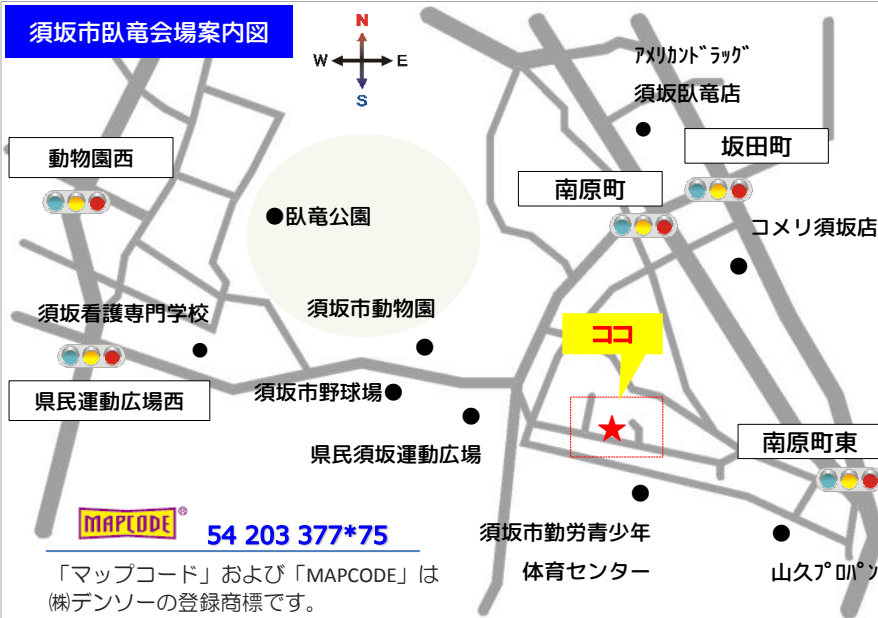 須坂市臥竜会場案内図
N
W E
S
アメリカンドラッグ
須坂臥竜店
動物園西
坂田町
南原町
臥竜公園
コメリ須坂店
須坂市動物園
須坂看護専門学校
ココ
県民運動広場西
須坂市野球場
県民須坂運動広場
南原町東
MAPCODE®
54 203 377*75
須坂市勤労青少年
体育センター
山久プロパン
「マップコード」および「MAPCODE」は
㈱デンソーの登録商標です。